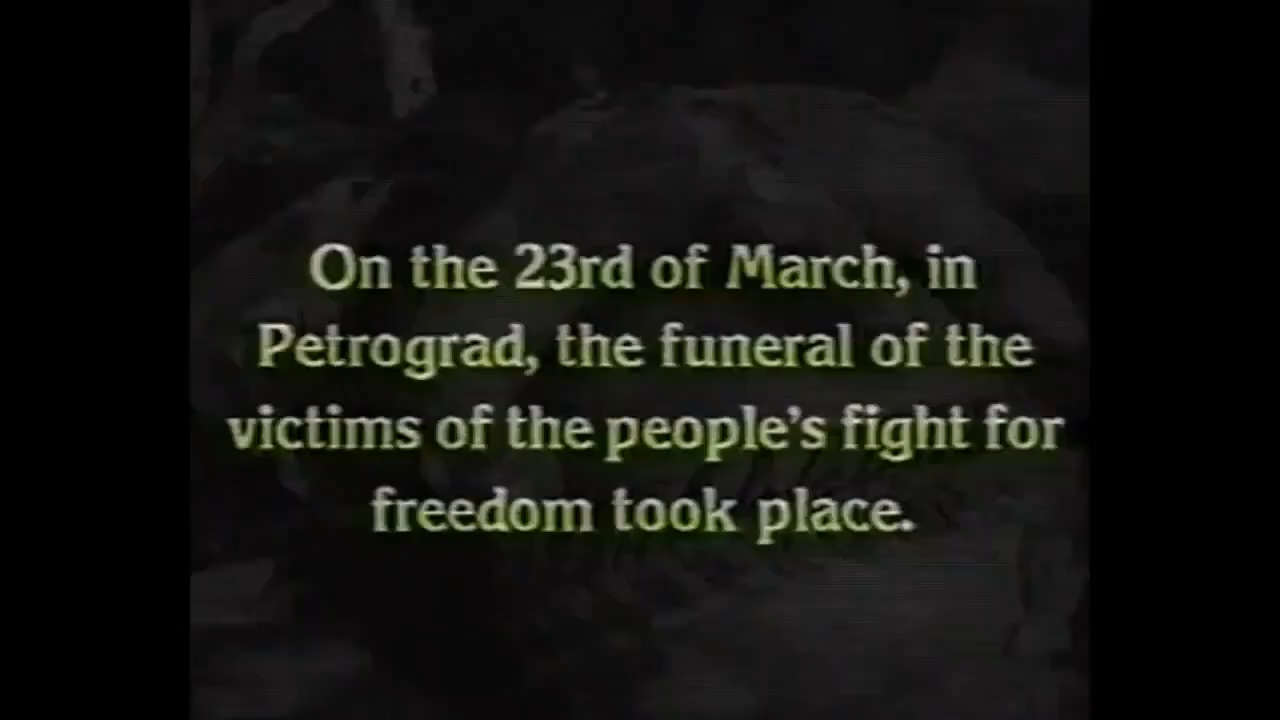 On the 23rd of March, in
Petrograd, the funeral of the
victims of the people's fight for
freedom took place.